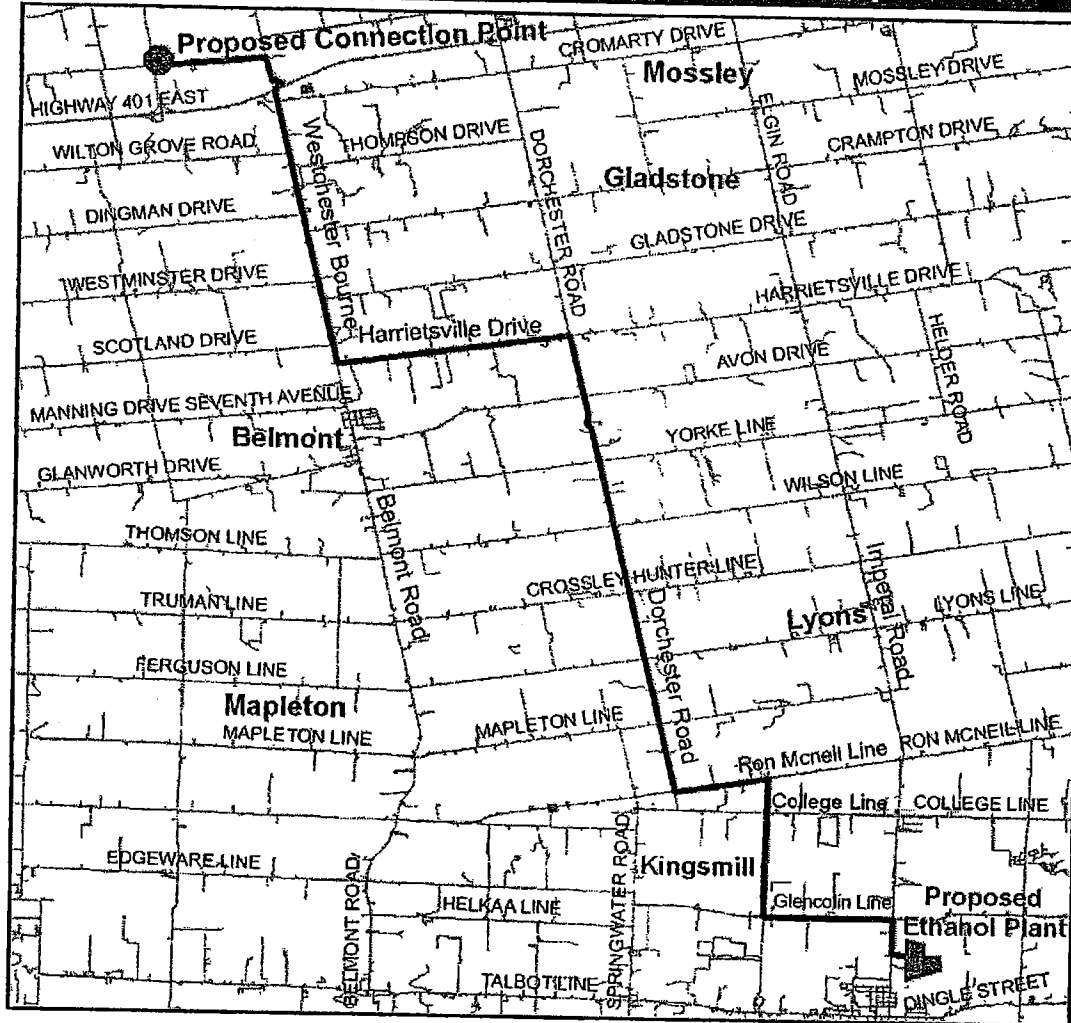 Proposed Connection Point
CROMARTY DRIVE
Mossley
MOSSLEY DRIVE
HIGHWAY 401 EAST
ELGIN ROAD
WILTON GROVE ROAD
Westchester Bourne
THOMPSON DRIVE
DORCHESTER ROAD
CRAMPTON DRIVE
Gladstone
DINGMAN DRIVE
GLADSTONE DRIVE
WESTMINSTER DRIVE
HARRIETSVILLE DRIVE
Harrietsville Drive
SCOTLAND DRIVE
AVON DRIVE
HELDER ROAD
MANNING DRIVE SEVENTH AVENUE
Belmont
YORKE LINE
GLANWORTH DRIVE
WILSON LINE
Belmont Road
THOMSON LINE
CROSSLEY HUNTER LINE
Imperial Road
TRUMAN LINE
Dorchester Road
Lyons
LYONS LINE
FERGUSON LINE
Mapleton
MAPLETON LINE
MAPLETON LINE
Ron Mcneil Line
RON MCNEIL LINE
College Line
COLLEGE LINE
EDGEWARE LINE
SPRINGWATER ROAD
Kingsmill
BELMONT ROAD
HELKAA LINE
Glencolin Line
Proposed
Ethanol Plant
TALBOT LINE
DINGLE STREET